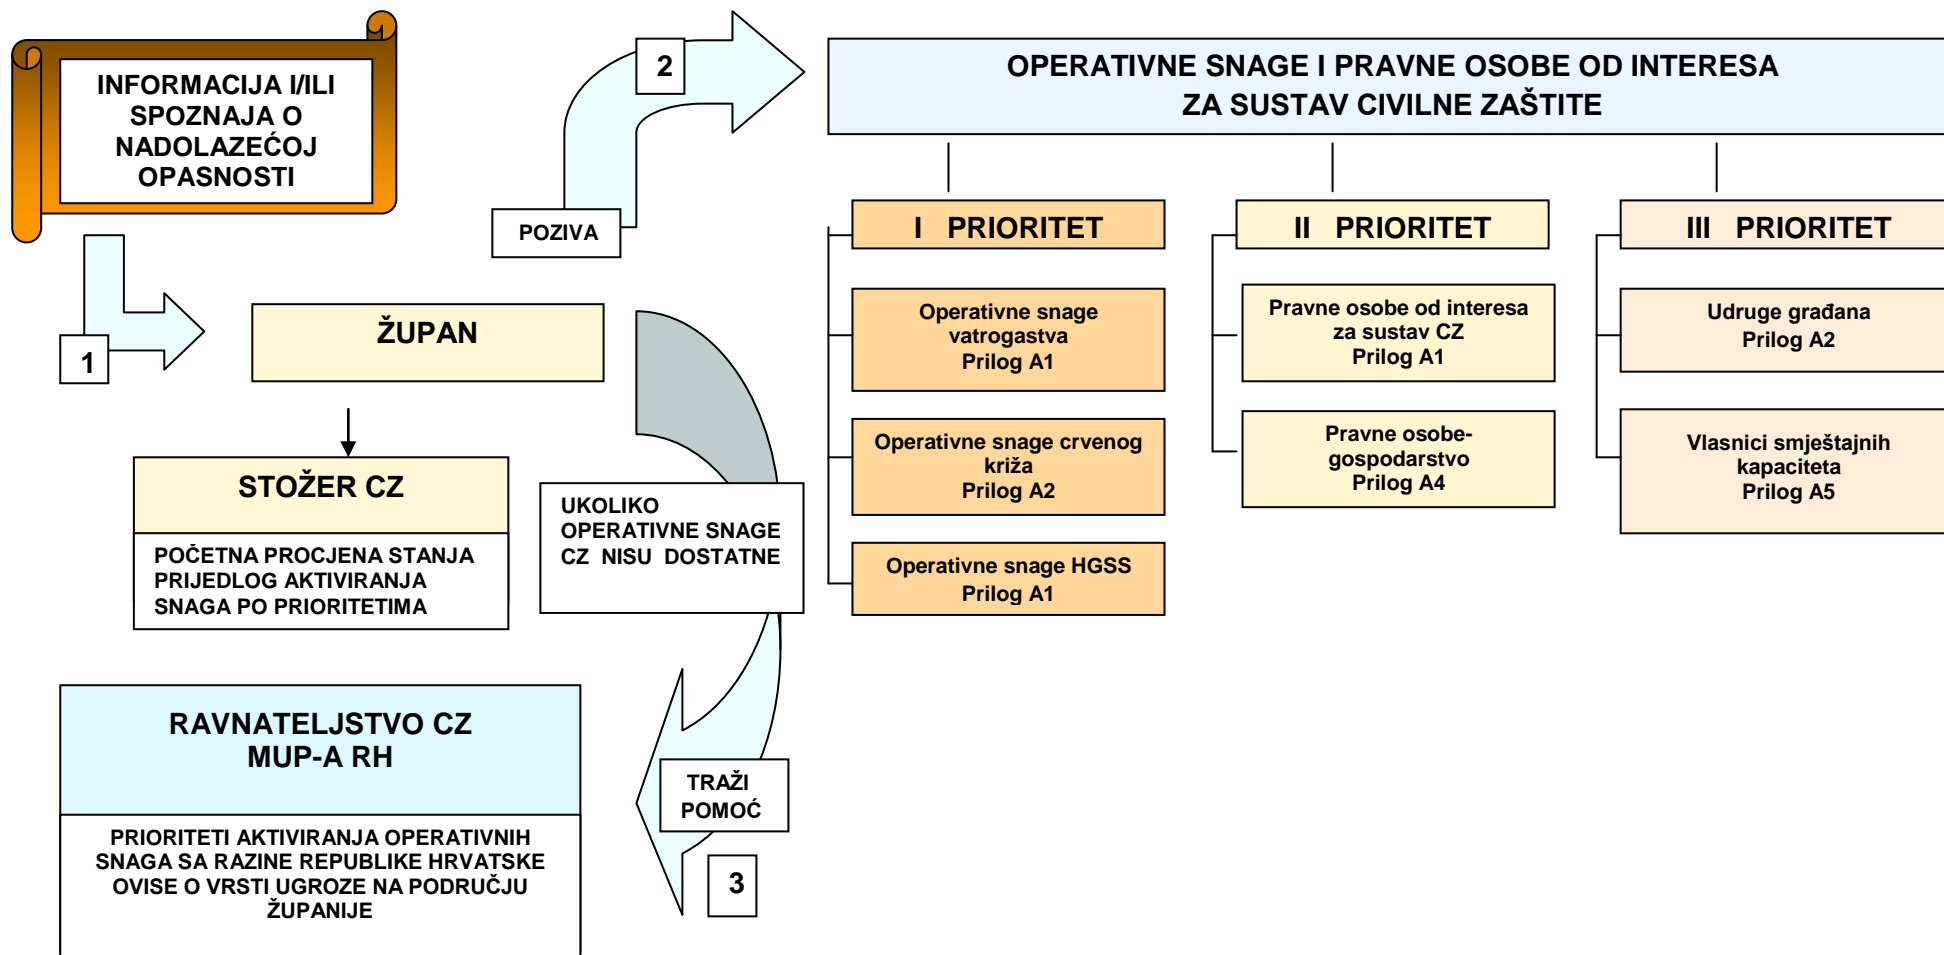 INFORMACIJA I/ILI
SPOZNAJA O
NADOLAZEĆOJ
OPASNOSTI
1
ŽUPAN
STOŽER CZ
POČETNA PROCJENA STANJA
PRIJEDLOG AKTIVIRANJA
SNAGA PO PRIORITETIMA
POZIVA
2
OPERATIVNE SNAGE I PRAVNE OSOBE OD INTERESA
ZA SUSTAV CIVILNE ZAŠTITE
I PRIORITET
Operativne snage
vatrogastva
Prilog A1
Operativne snage crvenog
križa
Prilog A2
Operativne snage HGSS
Prilog A1
II PRIORITET
Pravne osobe od interesa
za sustav CZ
Prilog A1
Pravne osobe-
gospodarstvo
Prilog A4
III PRIORITET
Udruge građana
Prilog A2
Vlasnici smještajnih
kapaciteta
Prilog A5
UKOLIKO
OPERATIVNE SNAGE
CZ NISU DOSTATNE
TRAŽI
POMOĆ
3
RAVNATELJSTVO CZ
MUP-A RH
PRIORITETI AKTIVIRANJA OPERATIVNIH
SNAGA SA RAZINE REPUBLIKE HRVATSKE
OVISE O VRSTI UGROZE NA PODRUČJU
ŽUPANIJE